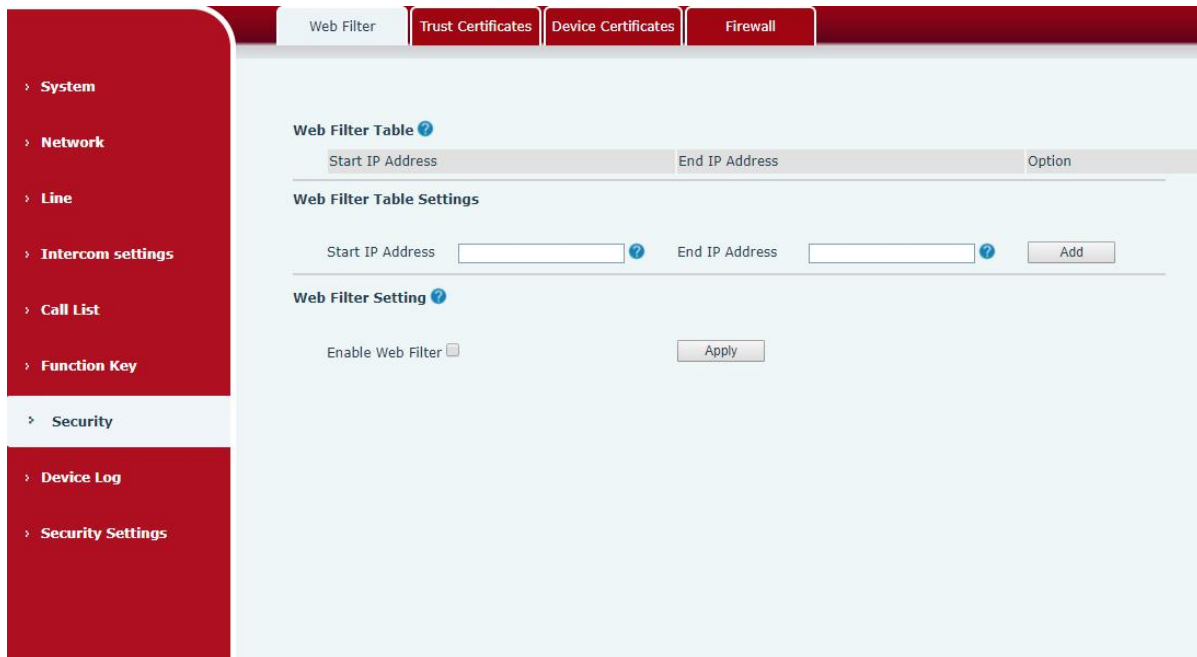 Web Filter Trust Certificates Device Certificates Firewall
System
Network
Line
Intercom settings
Call List
Function Key
Security
Device Log
Security Settings
Web Filter Table
Start IP Address End IP Address Option
Web Filter Table Settings
Start IP Address End IP Address Add
Web Filter Setting
Enable Web Filter Apply